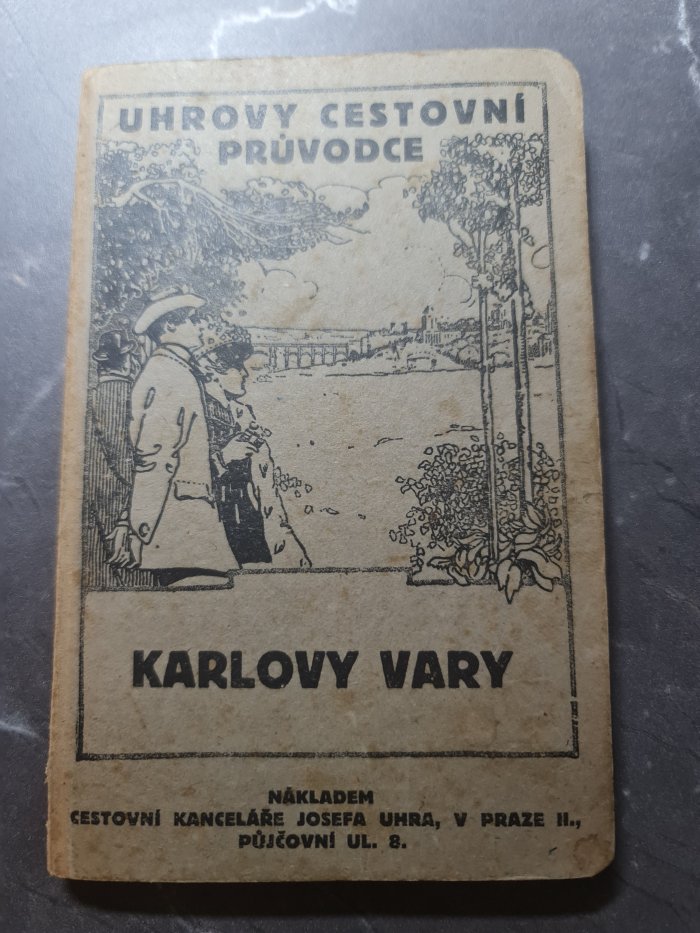 UHROVY CESTOVNÍ
PRŮVODCE
KARLOVY VARY
NÁKLADEM
CESTOVNÍ KANCELÁŘE JOSEFA UHRA, V PRAZE II.,
PŮJČOVNÍ UL. 8.